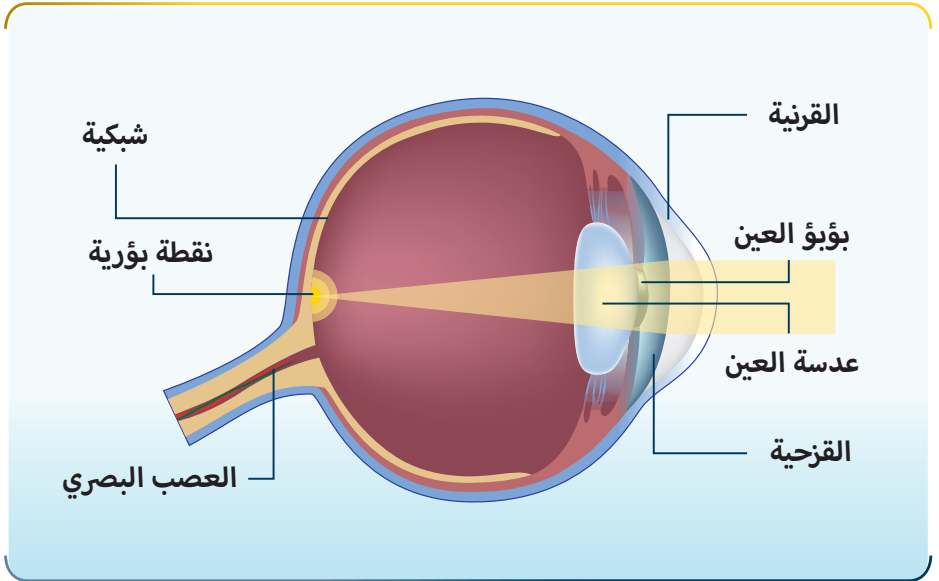 القرنية
شبكية
بؤبؤ العين
نقطة بؤرية
عدسة العين
القزحية
العصب البصري